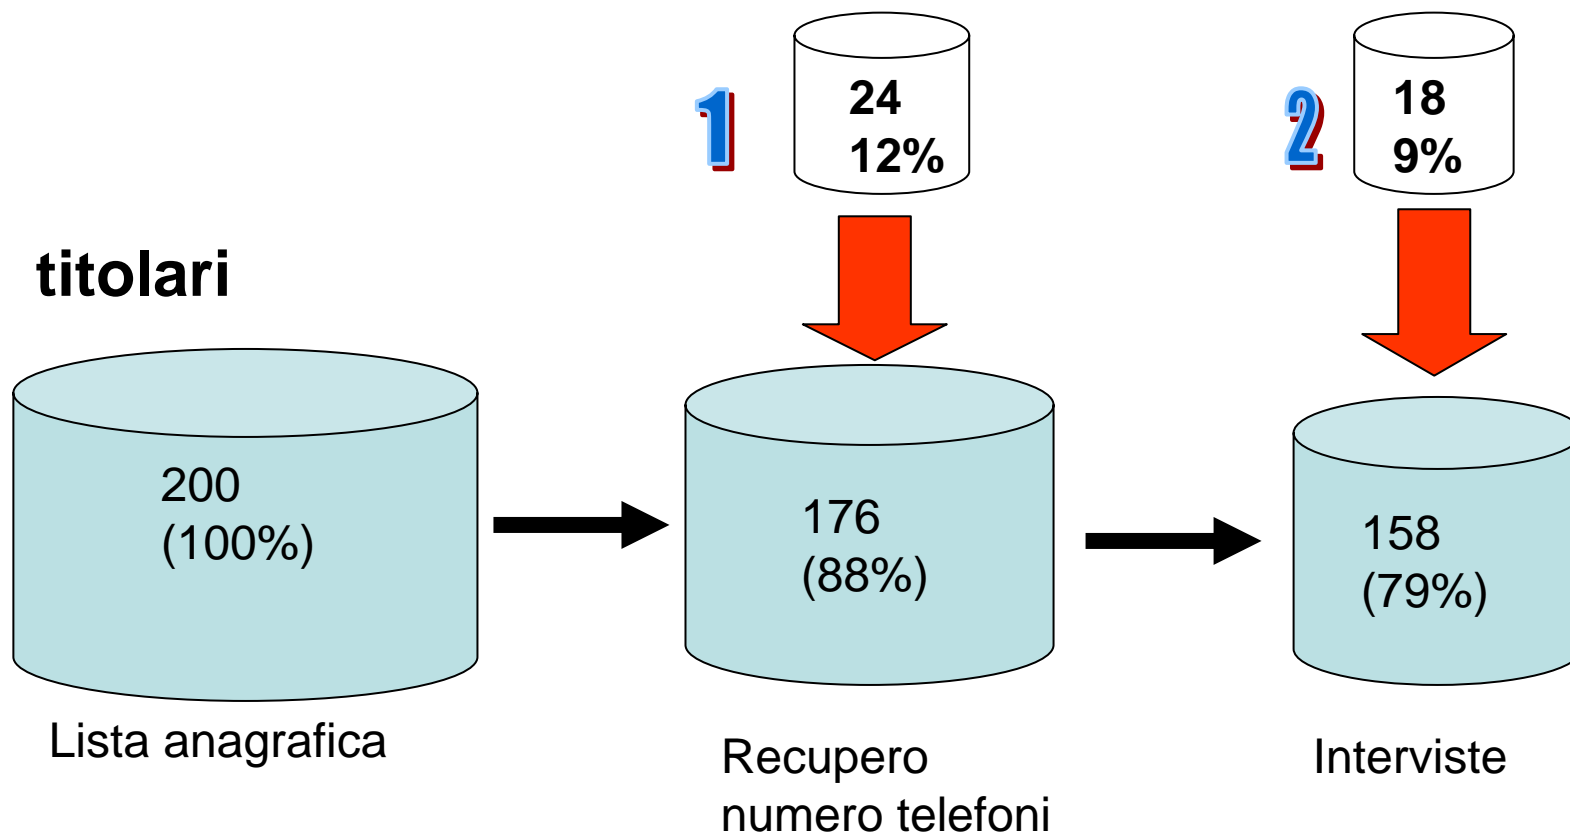 1
24
12%
2
18
9%
titolari
200
(100%)
176
(88%)
158
(79%)
Lista anagrafica
Recupero
numero telefoni
Interviste